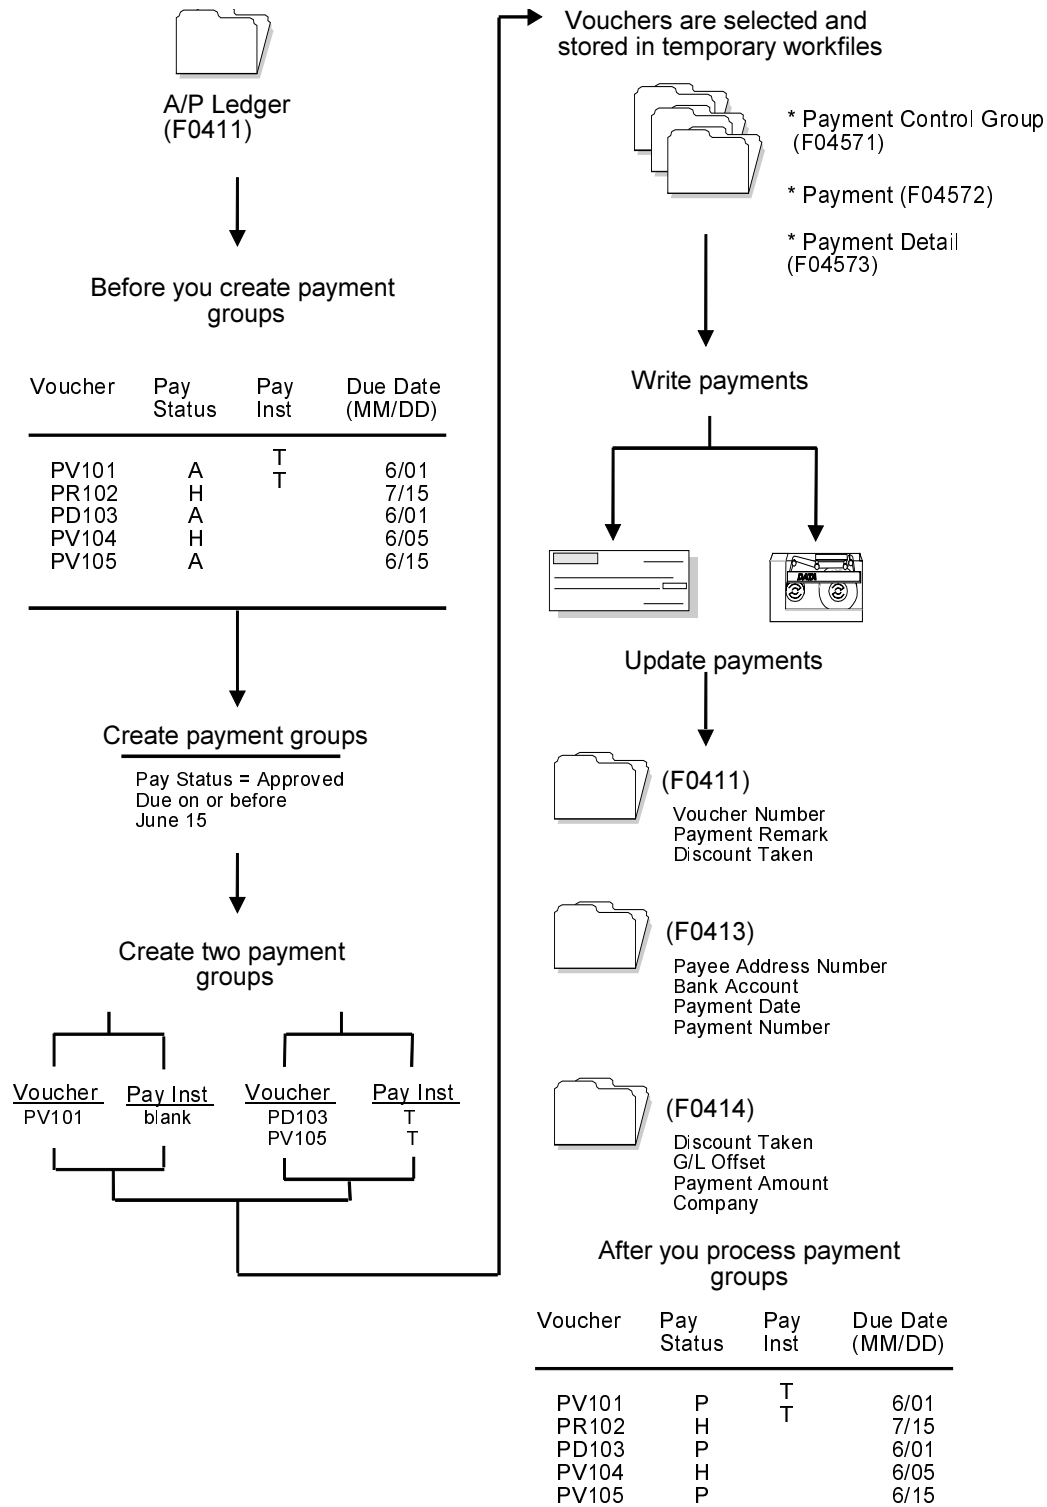 A/P Ledger
(F0411)
Before you create payment
groups
Voucher Pay Pay Due Date
Status Inst (MM/DD)
T
PV101 A 6/01
T
PR102 H 7/15
PD103 A 6/01
PV104 H 6/05
PV105 A 6/15
Create payment groups
Pay Status = Approved
Due on or before
June 15
Create two payment
groups
Voucher Pay Inst Voucher Pay Inst
PV101 blank PD103 T
PV105 T
Vouchers are selected and
stored in temporary workfiles
* Payment Control Group
(F04571)
* Payment (F04572)
* Payment Detail
(F04573)
Write payments
DATA
Update payments
(F0411)
Voucher Number
Payment Remark
Discount Taken
(F0413)
Payee Address Number
Bank Account
Payment Date
Payment Number
(F0414)
Discount Taken
G/L Offset
Payment Amount
Company
After you process payment
groups
Voucher Pay Pay Due Date
Status Inst (MM/DD)
T
PV101 P 6/01
T
PR102 H 7/15
PD103 P 6/01
PV104 H 6/05
PV105 P 6/15